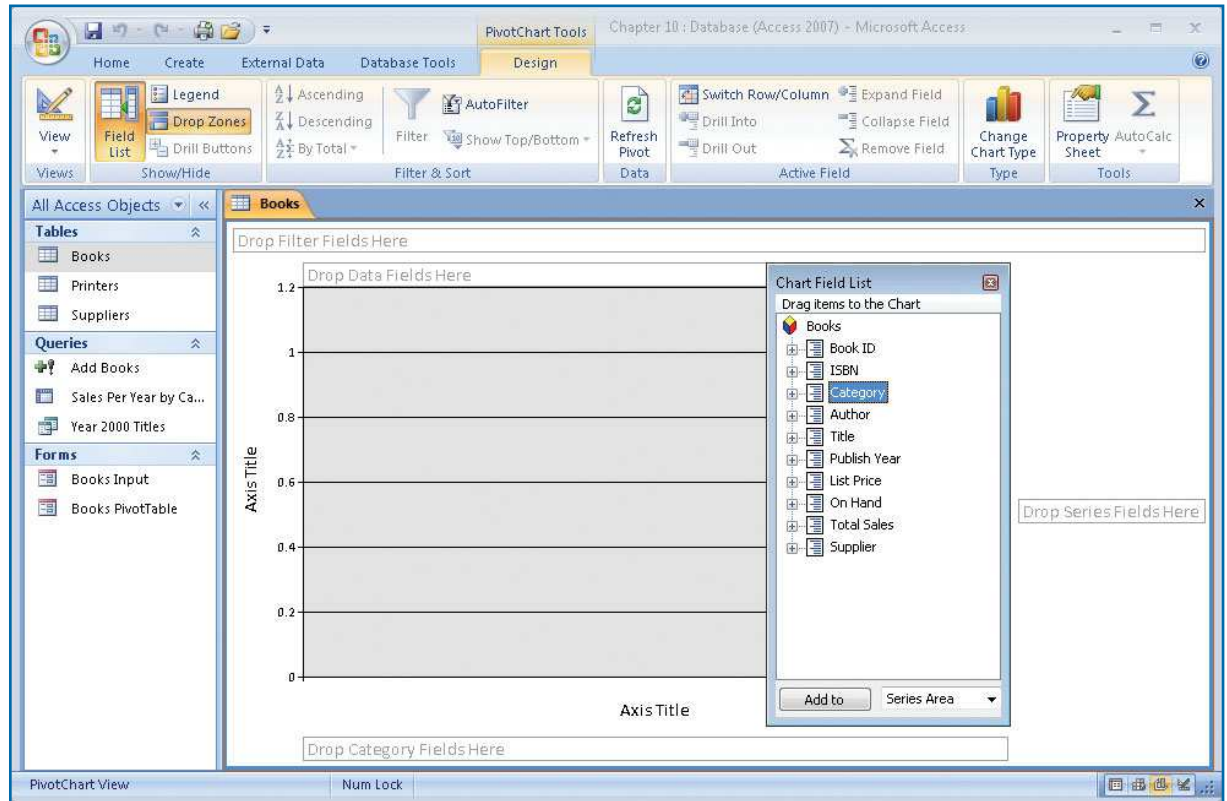 PivotChart Tools
Chapter 10 : Database (Access 2007) - Microsoft Access
Home Create External Data Database Tools Design
View
Field List
Legend
Drop Zones
Drill Buttons
Ascending
Descending
By Total
Filter
AutoFilter
Show Top/Bottom
Refresh Pivot
Switch Row/Column
Drill Into
Drill Out
Expand Field
Collapse Field
Remove Field
Change Chart Type
Property Sheet
AutoCalc
Views Show/Hide Filter & Sort Data Active Field Type Tools
All Access Objects
Tables
Books
Printers
Suppliers
Queries
Add Books
Sales Per Year by Ca...
Year 2000 Titles
Forms
Books Input
Books PivotTable
Books
Drop Filter Fields Here
Drop Data Fields Here
1.2
1
0.8
0.6
0.4
0.2
0
Axis Title
Axis Title
Drop Category Fields Here
Drop Series Fields Here
Chart Field List
Drag items to the Chart
Books
Book ID
ISBN
Category
Author
Title
Publish Year
List Price
On Hand
Total Sales
Supplier
Add to Series Area
PivotChart View Num Lock